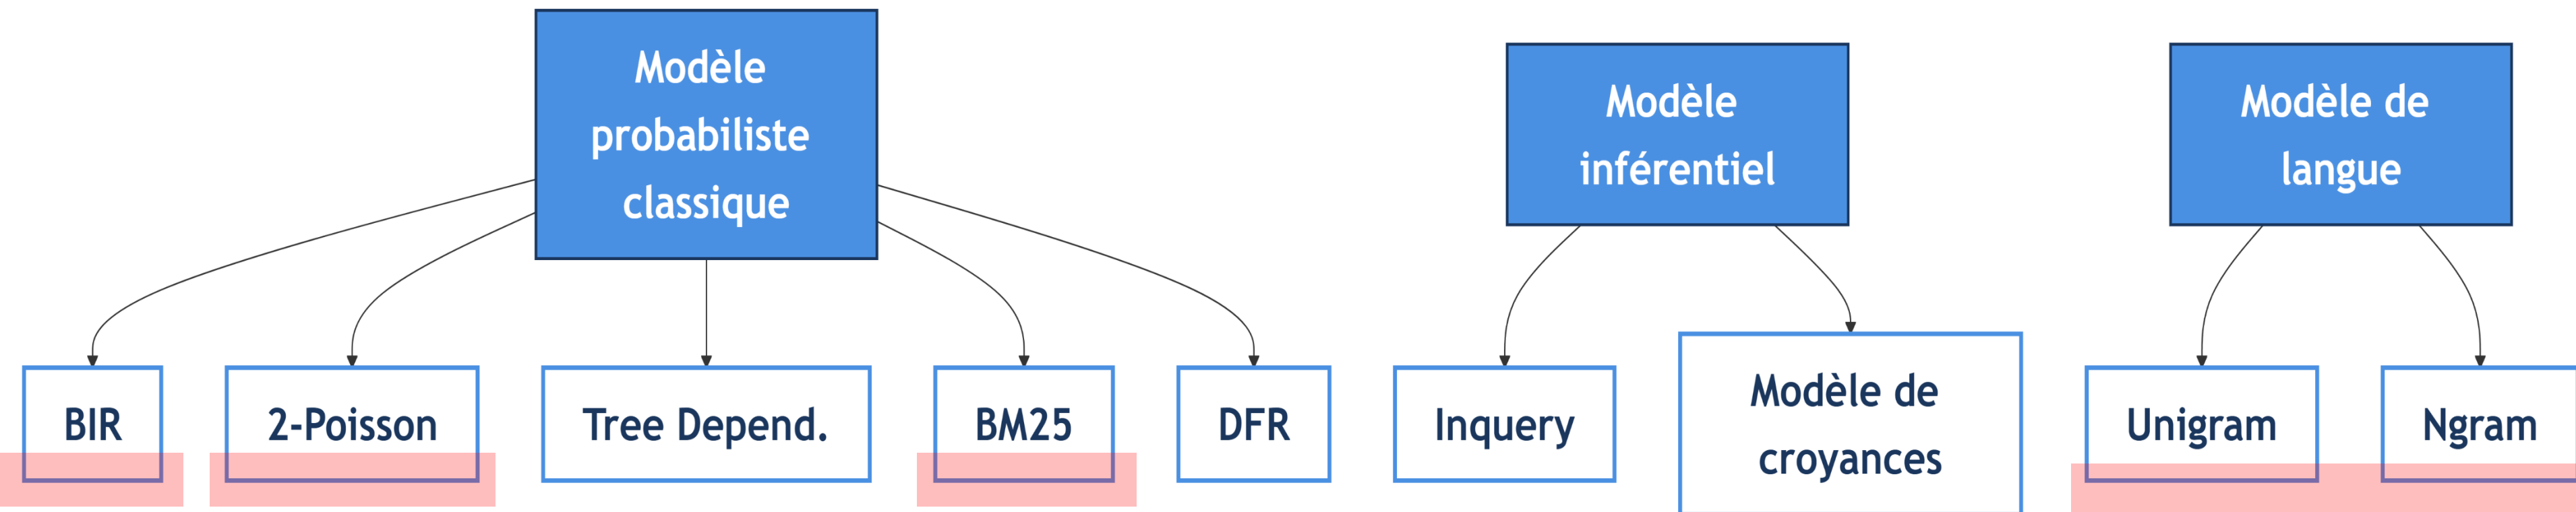 Modèle
probabiliste
classique
Modèle
inférentiel
Modèle de
langue
BIR
2-Poisson
Tree Depend.
BM25
DFR
Inquery
Modèle de
croyances
Unigram
Ngram